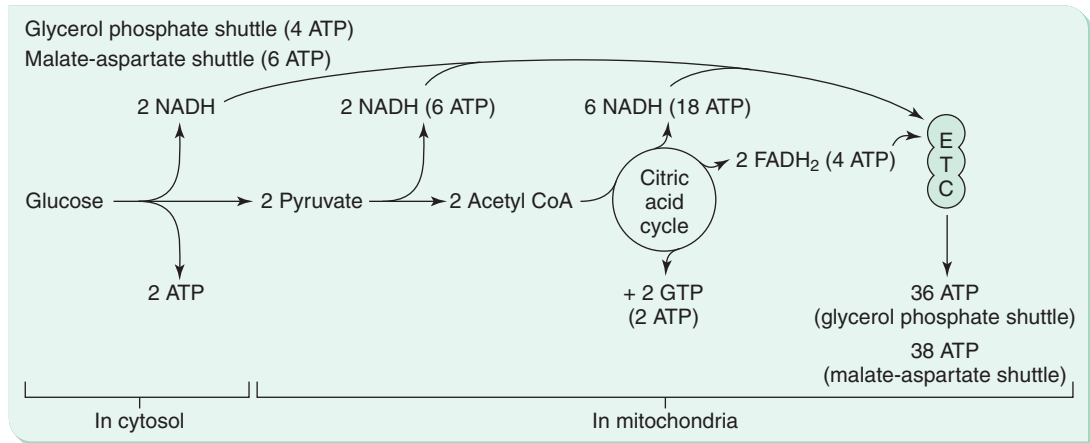 Glycerol phosphate shuttle (4 ATP)
Malate-aspartate shuttle (6 ATP)
2 NADH
2 NADH (6 ATP)
6 NADH (18 ATP)
2 FADH₂ (4 ATP)
E
T
C
Glucose
2 Pyruvate
2 Acetyl CoA
Citric
acid
cycle
2 ATP
+ 2 GTP
(2 ATP)
36 ATP
(glycerol phosphate shuttle)
38 ATP
(malate-aspartate shuttle)
In cytosol
In mitochondria